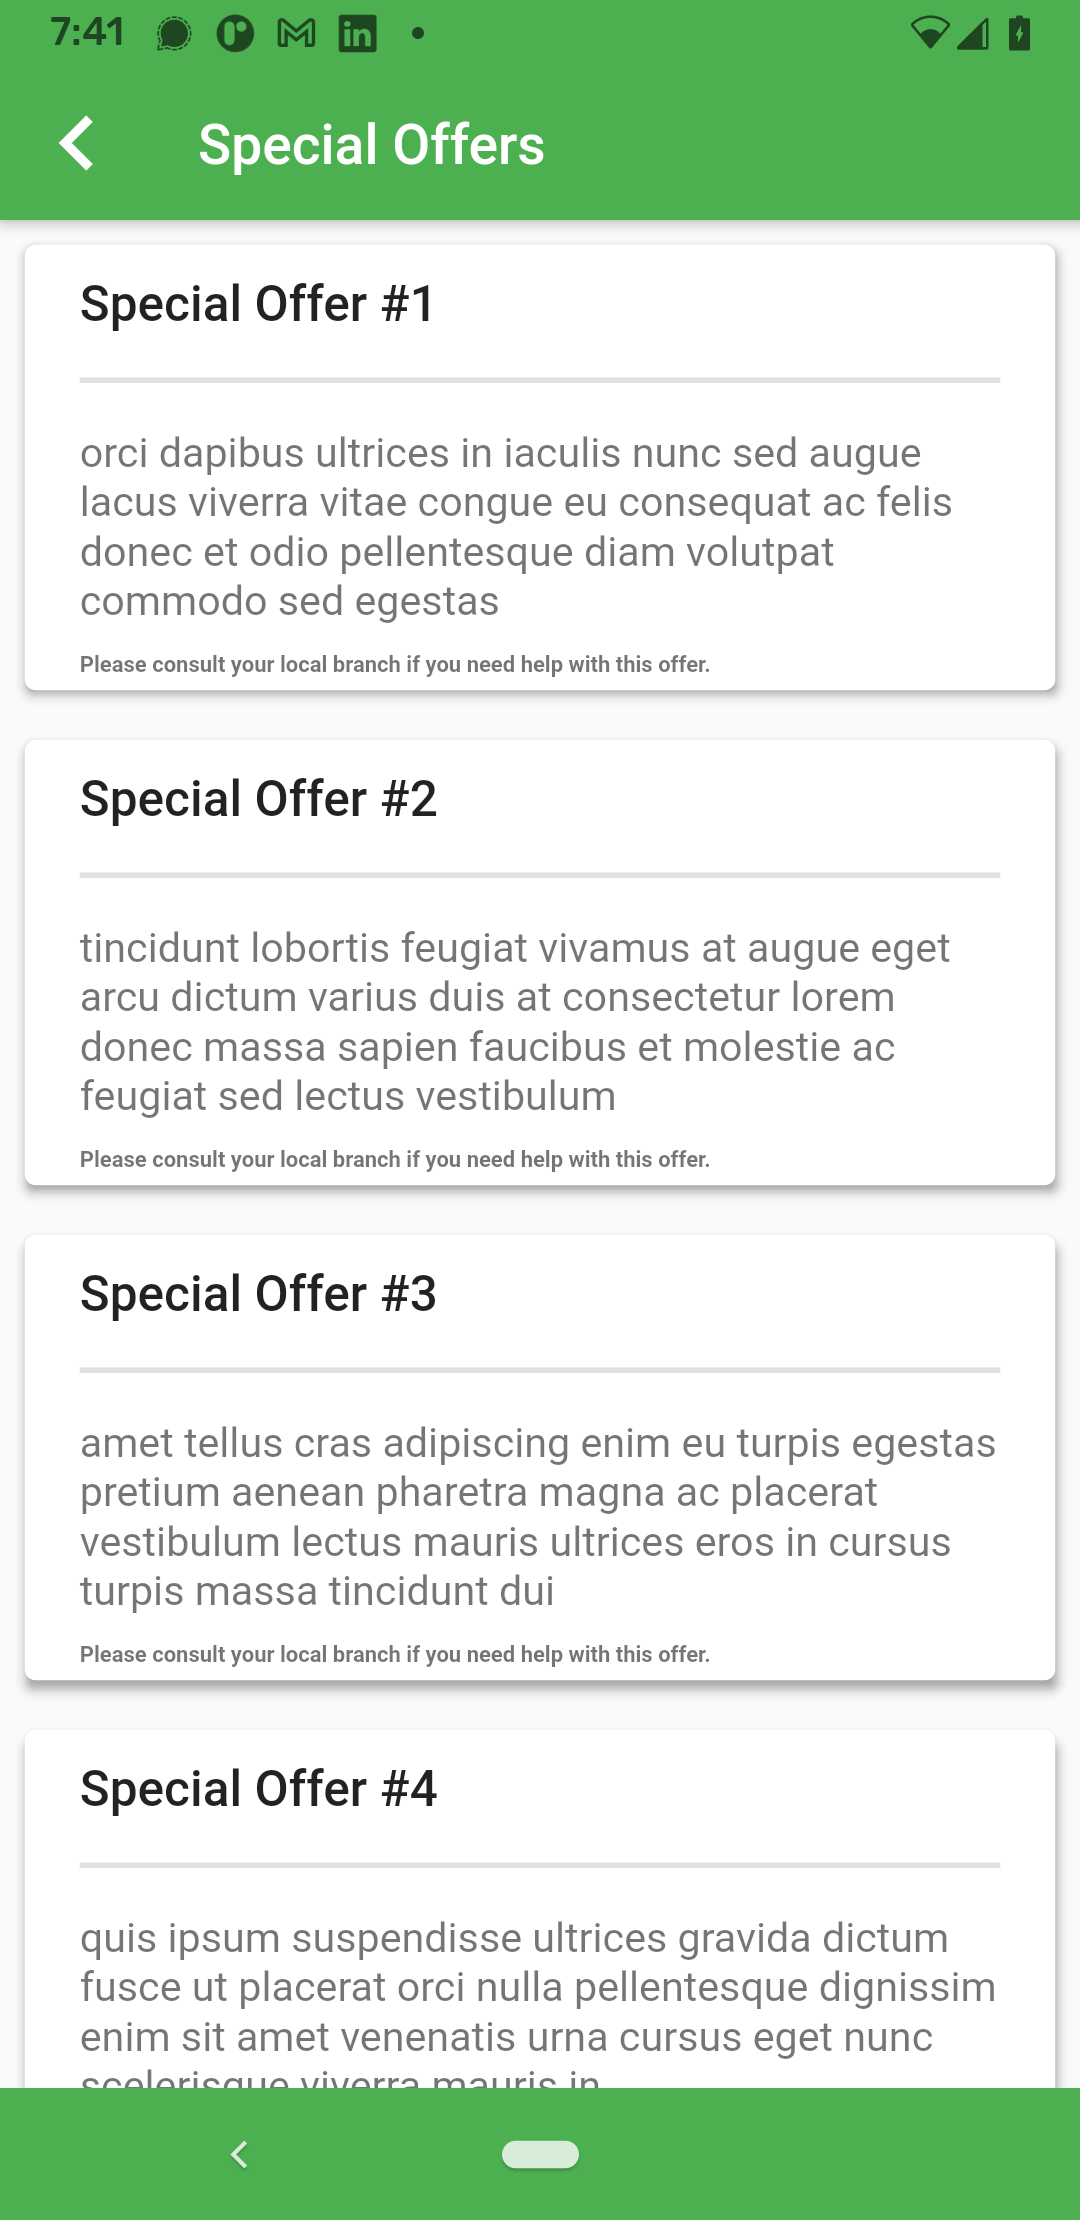 7:41
Special Offers
Special Offer #1
orci dapibus ultrices in iaculis nunc sed augue
lacus viverra vitae congue eu consequat ac felis
donec et odio pellentesque diam volutpat
commodo sed egestas
Please consult your local branch if you need help with this offer.
Special Offer #2
tincidunt lobortis feugiat vivamus at augue eget
arcu dictum varius duis at consectetur lorem
donec massa sapien faucibus et molestie ac
feugiat sed lectus vestibulum
Please consult your local branch if you need help with this offer.
Special Offer #3
amet tellus cras adipiscing enim eu turpis egestas
pretium aenean pharetra magna ac placerat
vestibulum lectus mauris ultrices eros in cursus
turpis massa tincidunt dui
Please consult your local branch if you need help with this offer.
Special Offer #4
quis ipsum suspendisse ultrices gravida dictum
fusce ut placerat orci nulla pellentesque dignissim
enim sit amet venenatis urna cursus eget nunc
scelerisque viverra mauris in